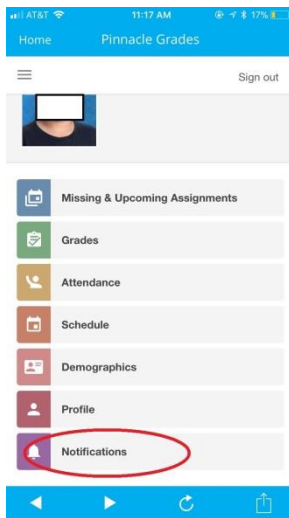 AT&T 11:17 AM 17%
Home Pinnacle Grades
Sign out
Missing & Upcoming Assignments
Grades
Attendance
Schedule
Demographics
Profile
Notifications